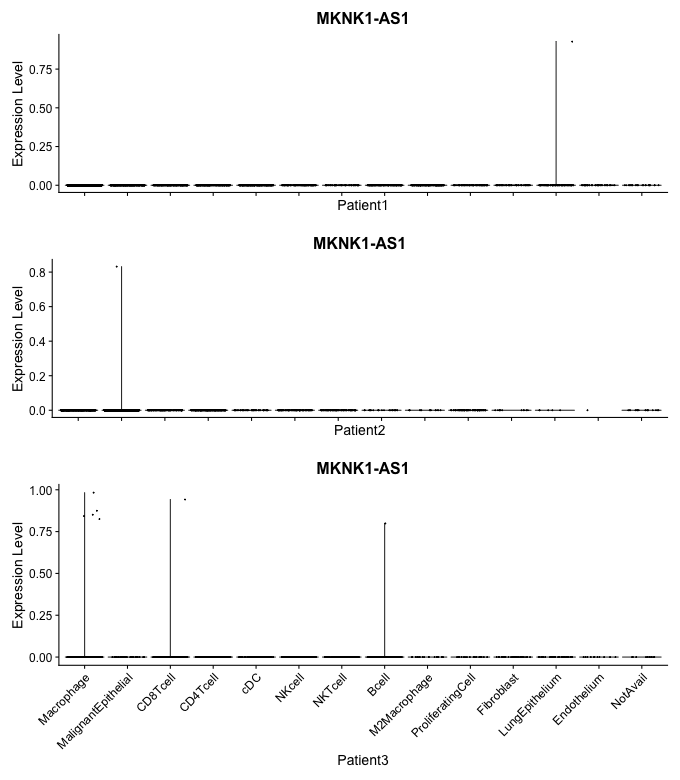 MKNK1-AS1
Expression Level
0.75
0.50
0.25
0.00
Patient1
MKNK1-AS1
Expression Level
0.8
0.6
0.4
0.2
0.0
Patient2
MKNK1-AS1
Expression Level
1.00
0.75
0.50
0.25
0.00
Macrophage
MalignantEpithelial
CD8Tcell
CD4Tcell
cDC
NKcell
NKTcell
Bcell
M2Macrophage
ProliferatingCell
Fibroblast
LungEpithelium
Endothelium
NotAvail
Patient3